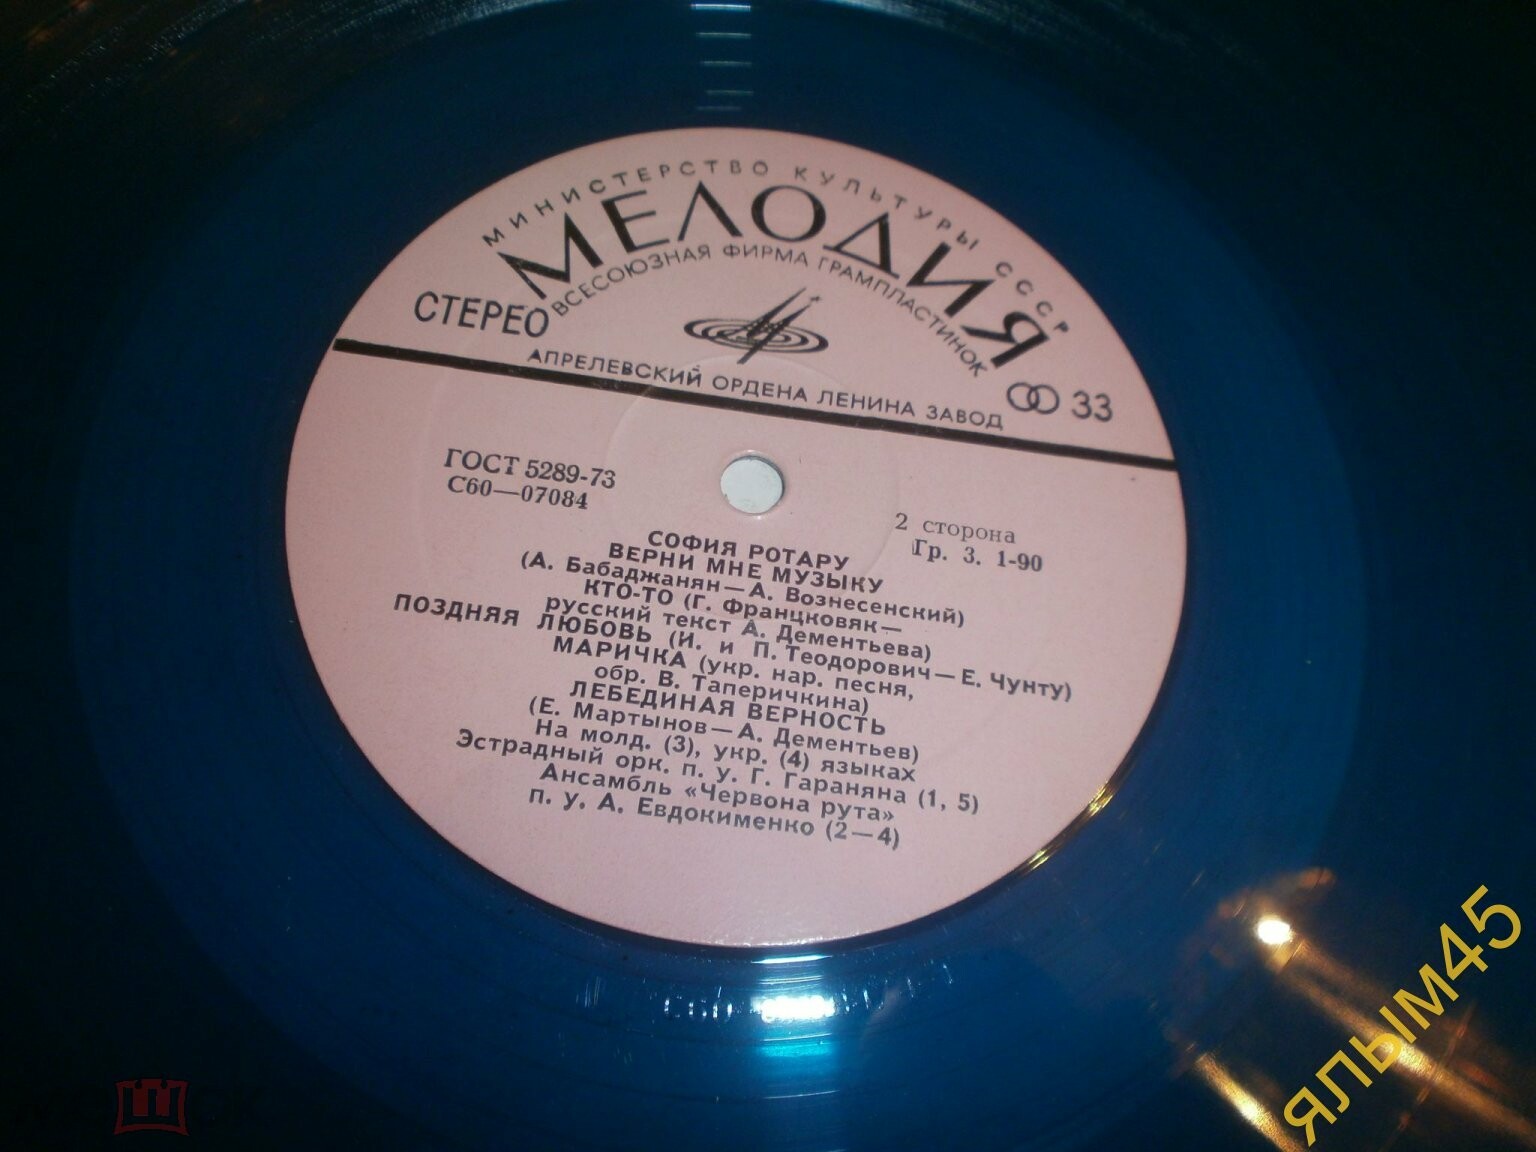 МИНИСТЕРСТВО КУЛЬТУРЫ СССР
МЕЛОДИЯ
ВСЕСОЮЗНАЯ ФИРМА ГРАМПЛАСТИНОК
СТЕРЕО
33
АПРЕЛЕВСКИЙ ОРДЕНА ЛЕНИНА ЗАВОД
ГОСТ 5289-73
С60—07084
2 сторона
Гр. 3. 1-90
СОФИЯ РОТАРУ
ВЕРНИ МНЕ МУЗЫКУ
(А. Бабаджанян—А. Вознесенский)
КТО-ТО (Г. Францковяк—
русский текст А. Дементьева)
ПОЗДНЯЯ ЛЮБОВЬ (И. и П. Теодорович—Е. Чунту)
МАРИЧКА (укр. нар. песня,
обр. В. Таперичкина)
ЛЕБЕДИНАЯ ВЕРНОСТЬ
(Е. Мартынов—А. Дементьев)
На молд. (3), укр. (4) языках
Эстрадный орк. п. у. Г. Гараняна (1, 5)
Ансамбль «Червона рута»
п. у. А. Евдокименко (2—4)
ЯЛЫМ45